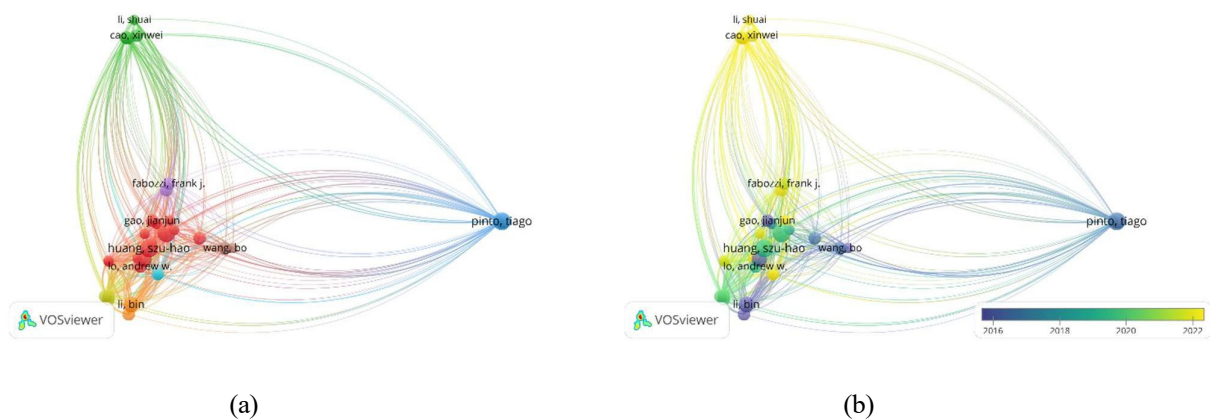 li, shuai
cao, xinwei
fabozzi, frank j.
gao, jianjun
huang, szu-hao
wang, bo
lo, andrew w.
li, bin
pinto, tiago
VOSviewer
(a)
li, shuai
cao, xinwei
fabozzi, frank j.
gao, jianjun
huang, szu-hao
wang, bo
lo, andrew w.
li, bin
pinto, tiago
VOSviewer
2016 2018 2020 2022
(b)